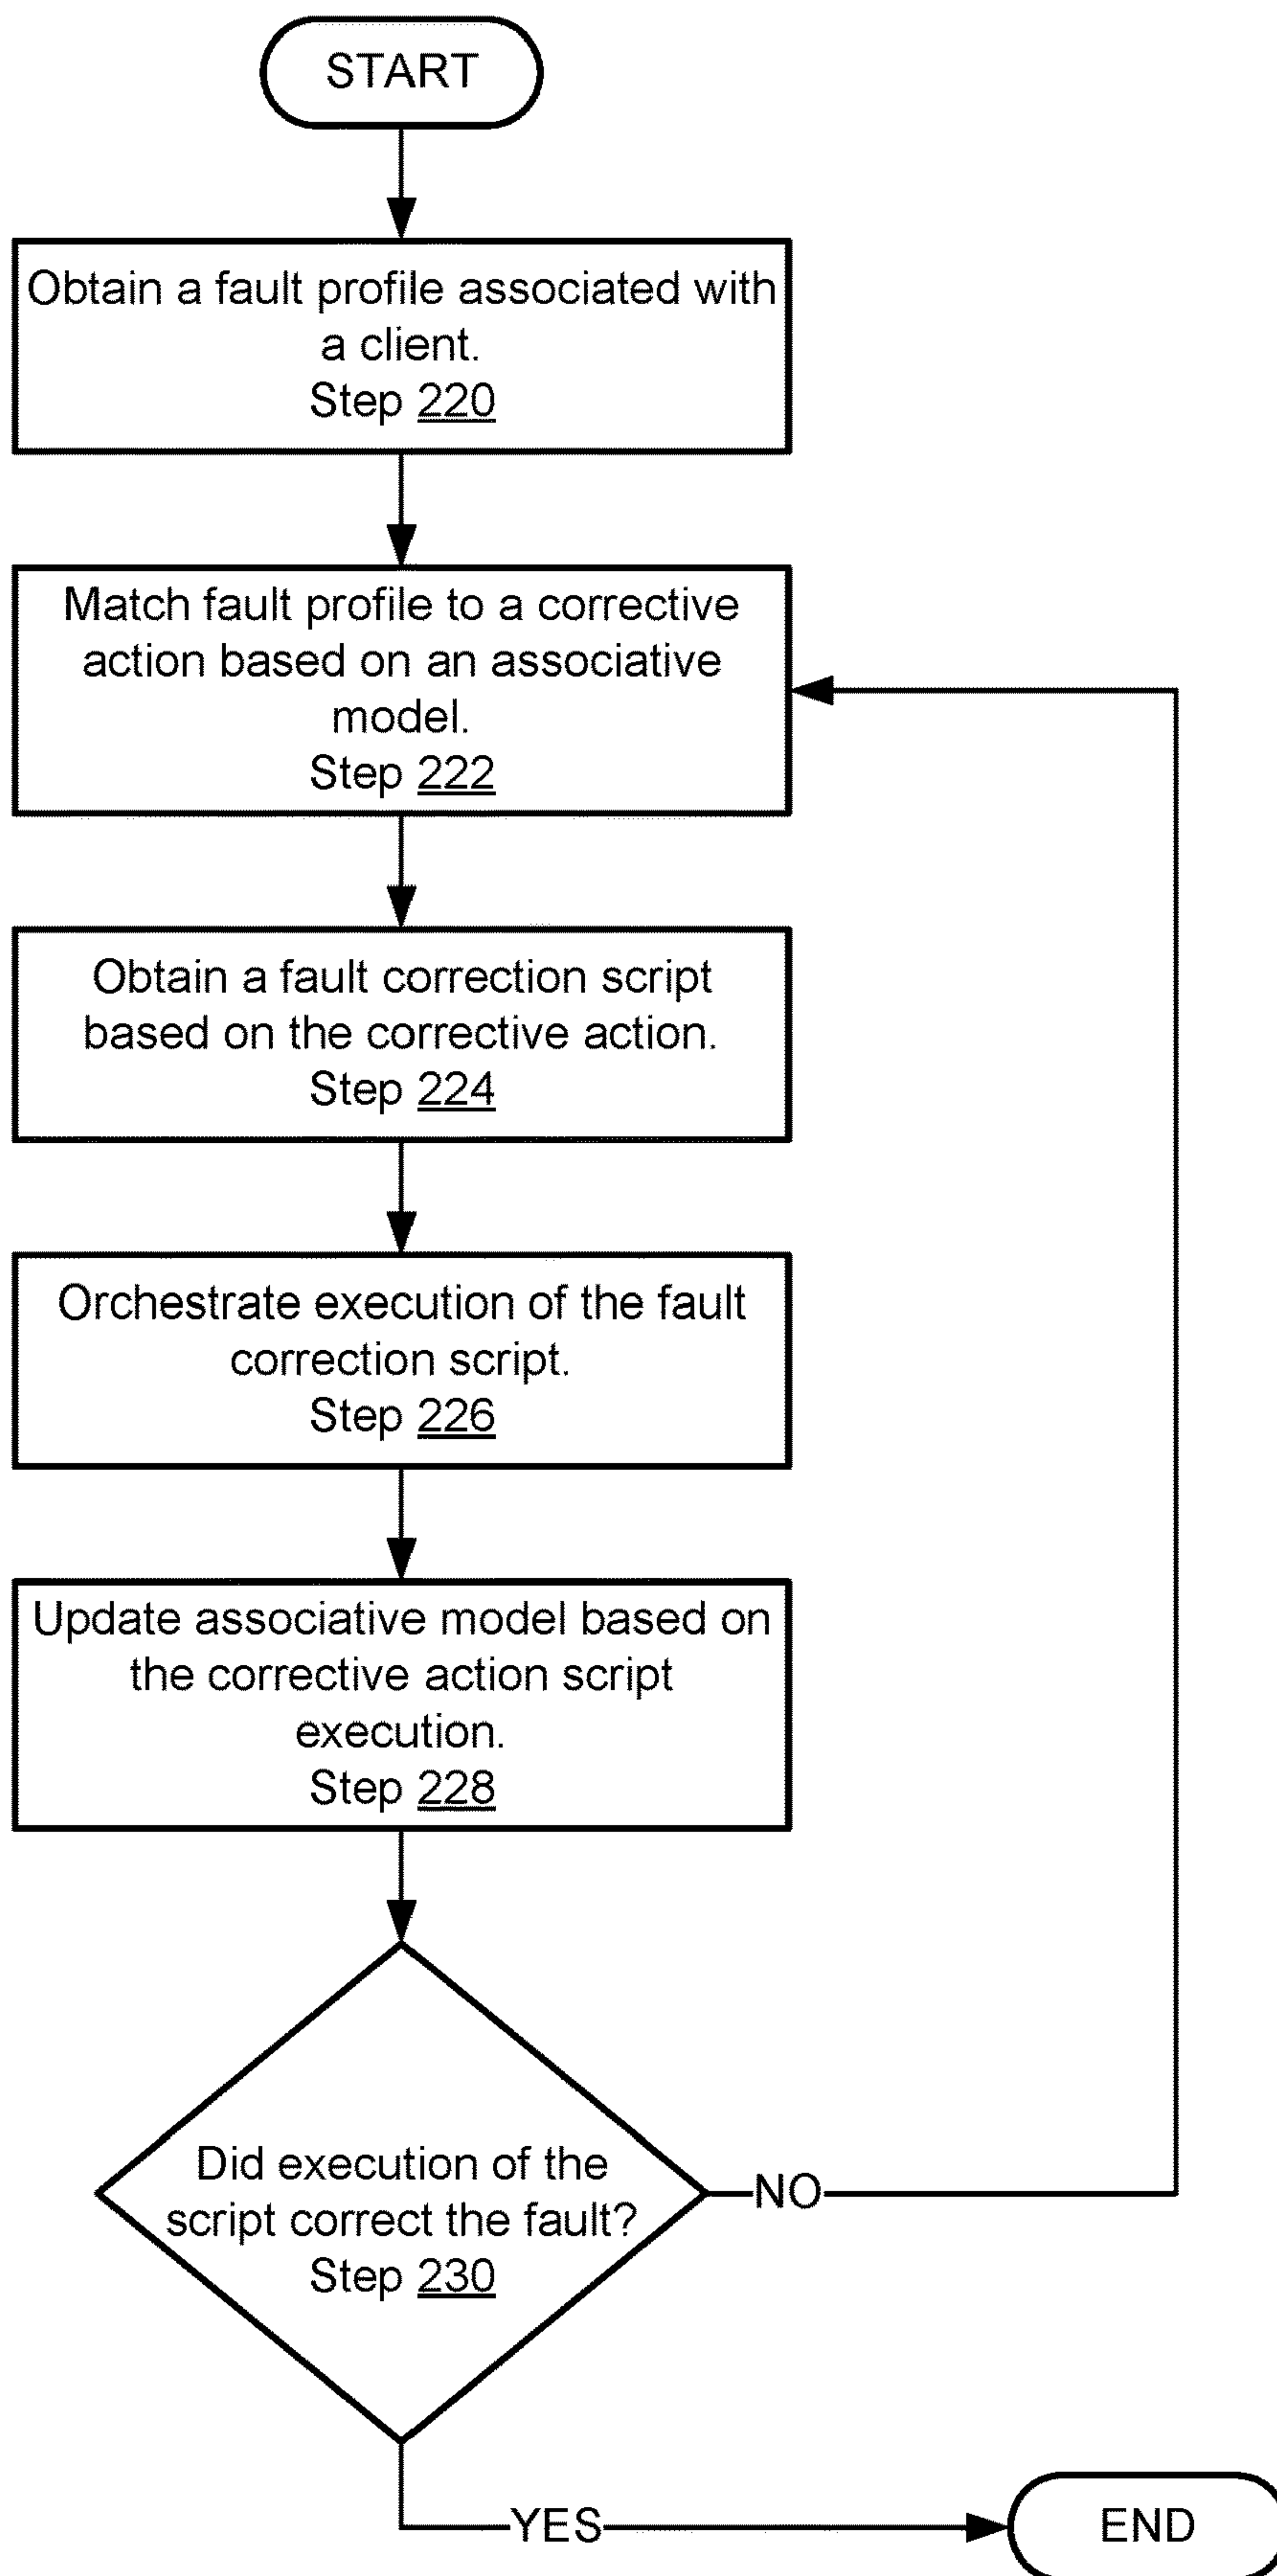 START
Obtain a fault profile associated with
a client.
Step 220
Match fault profile to a corrective
action based on an associative
model.
Step 222
Obtain a fault correction script
based on the corrective action.
Step 224
Orchestrate execution of the fault
correction script.
Step 226
Update associative model based on
the corrective action script
execution.
Step 228
Did execution of the
script correct the fault?
Step 230
NO
YES
END